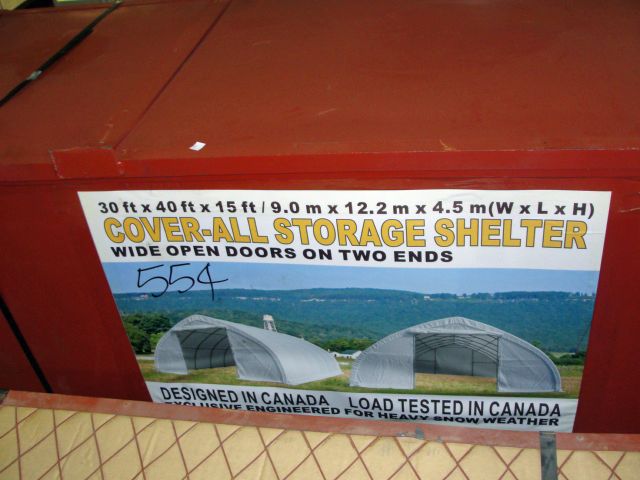 30 ft x 40 ft x 15 ft / 9.0 m x 12.2 m x 4.5 m(W x L x H)
COVER-ALL STORAGE SHELTER
WIDE OPEN DOORS ON TWO ENDS
554
DESIGNED IN CANADA LOAD TESTED IN CANADA
EXCLUSIVE ENGINEERED FOR HEAVY SNOW WEATHER